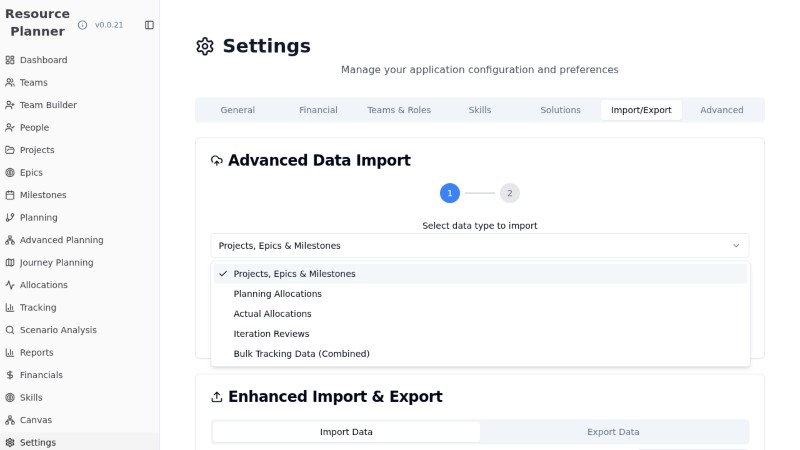 Resource
Planner
v0.0.21
Dashboard
Teams
Team Builder
People
Projects
Epics
Milestones
Planning
Advanced Planning
Journey Planning
Allocations
Tracking
Scenario Analysis
Reports
Financials
Skills
Canvas
Settings
Settings
Manage your application configuration and preferences
General Financial Teams & Roles Skills Solutions Import/Export Advanced
Advanced Data Import
1 2
Select data type to import
Projects, Epics & Milestones
Projects, Epics & Milestones
Planning Allocations
Actual Allocations
Iteration Reviews
Bulk Tracking Data (Combined)
Enhanced Import & Export
Import Data Export Data